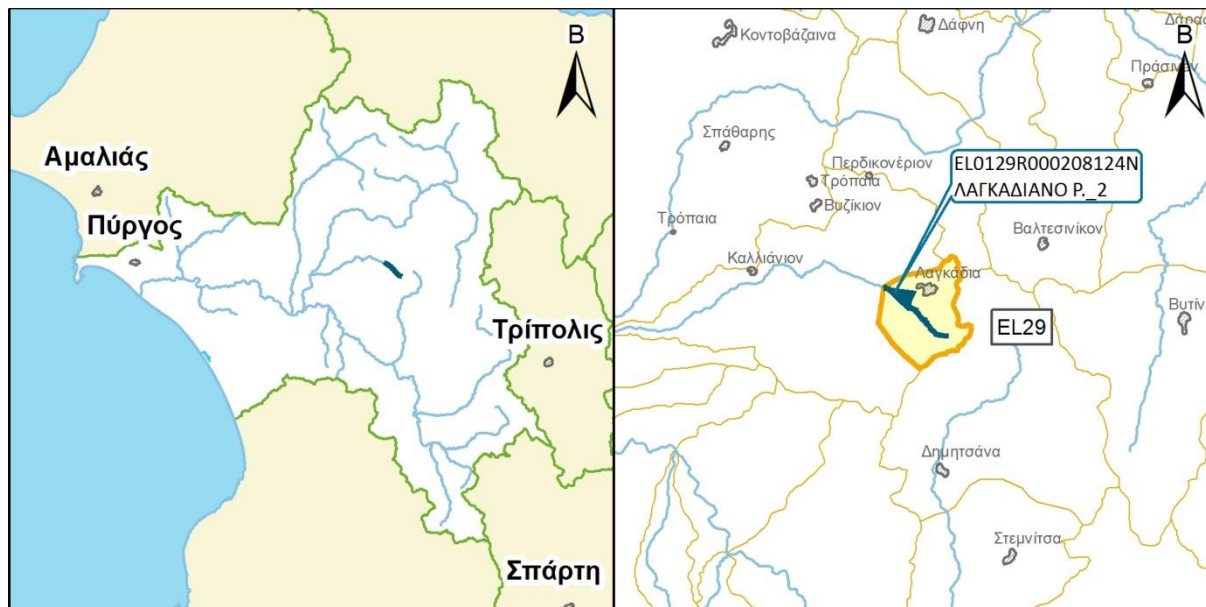 Β
Αμαλιάς
Πύργος
Τρίπολις
Σπάρτη
Β
Κοντοβάζαινα
Δάφνη
Πράσινον
Σπάθαρης
Περδικονέριον
Τρόπαια
Βυζίκιον
EL0129R000208124N
ΛΑΓΚΑΔΙΑΝΟ Ρ._2
Τρόπαια
Βαλτεσινίκον
Καλλιάνιον
Λαγκάδια
EL29
Δημητσάνα
Στεμνίτσα